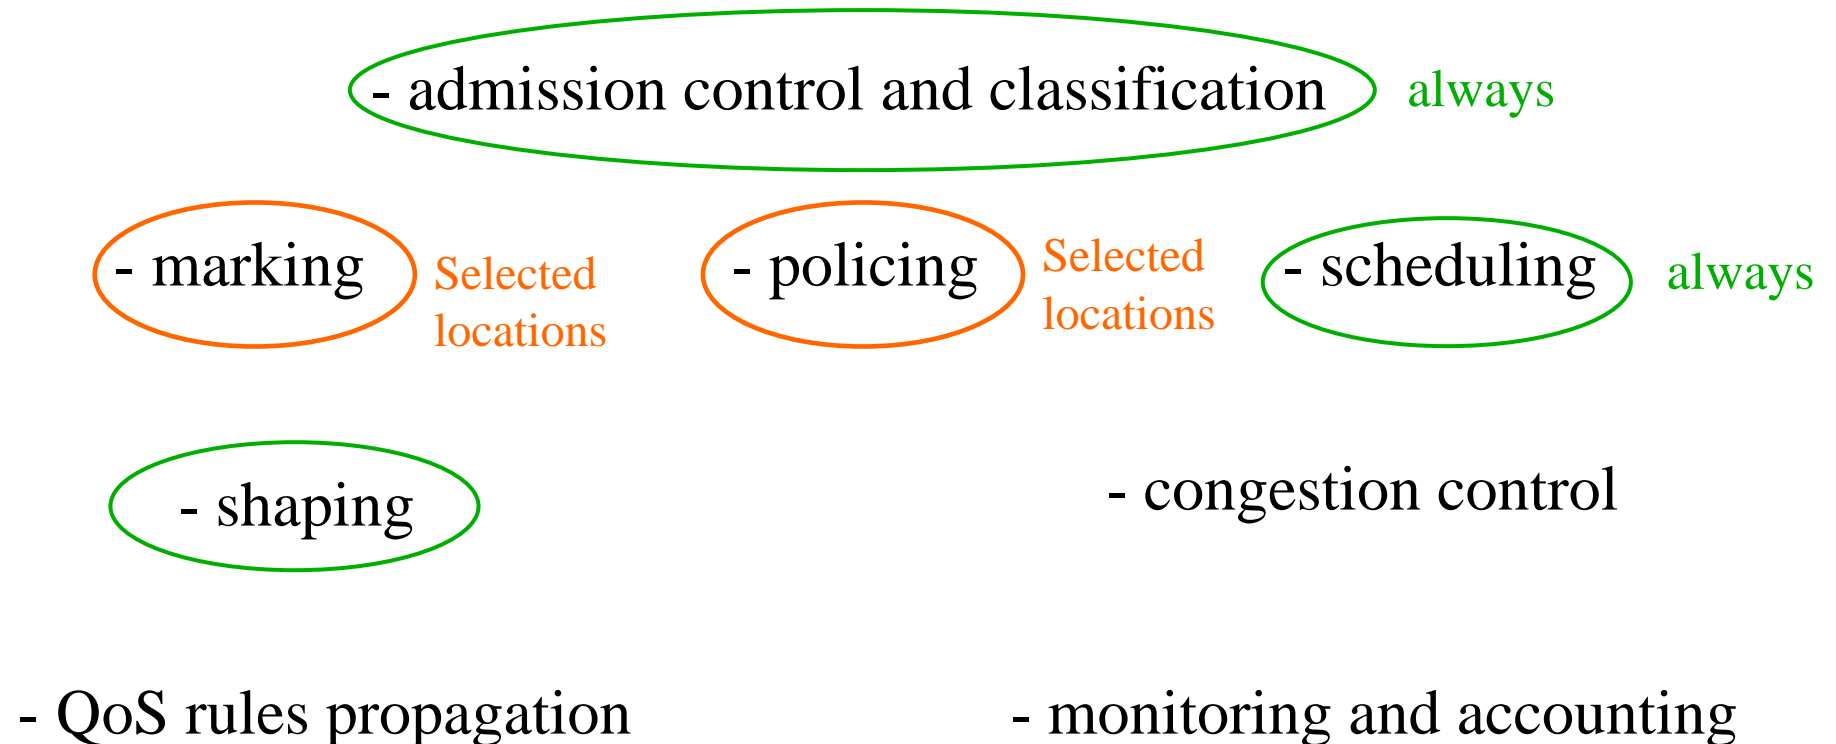 - admission control and classification
always
- marking
Selected
locations
- policing
Selected
locations
- scheduling
always
- shaping
- congestion control
- QoS rules propagation
- monitoring and accounting